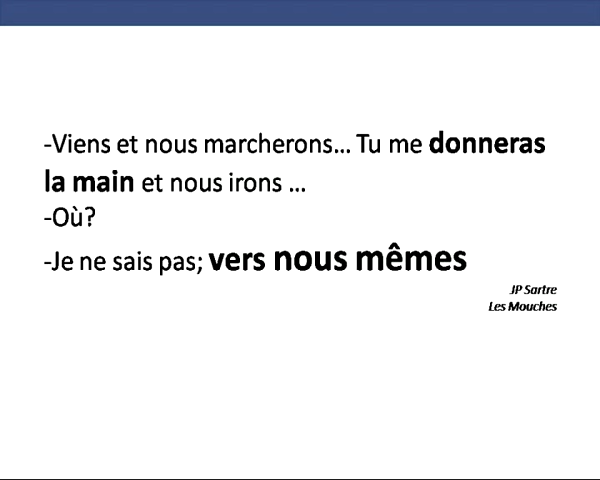 -Viens et nous marcherons... Tu me donneras
la main et nous irons ...
-Où?
-Je ne sais pas; vers nous mêmes
JP Sartre
Les Mouches